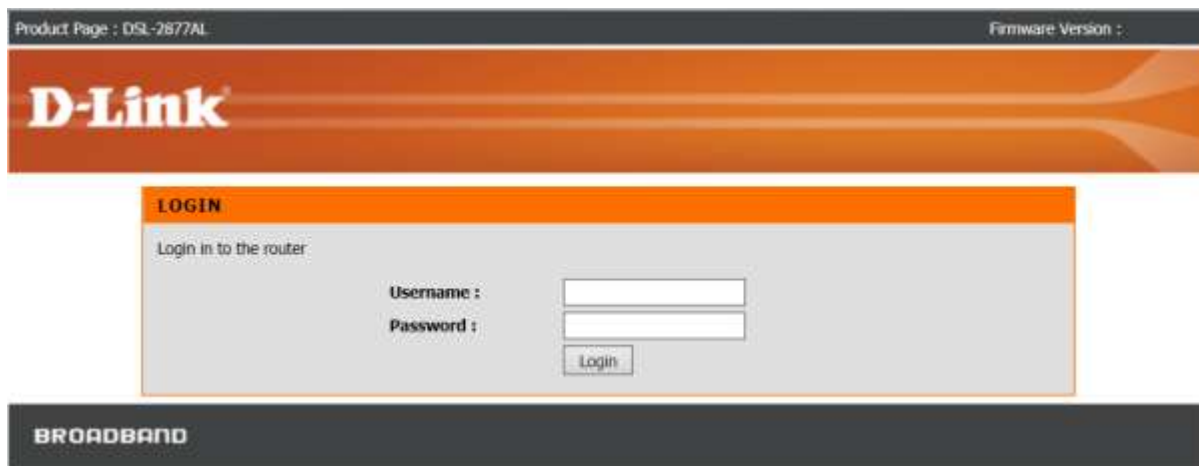 Product Page : DSL-2877AL Firmware Version :
D-Link
LOGIN
Login in to the router
Username :
Password :
Login
BROADBAND